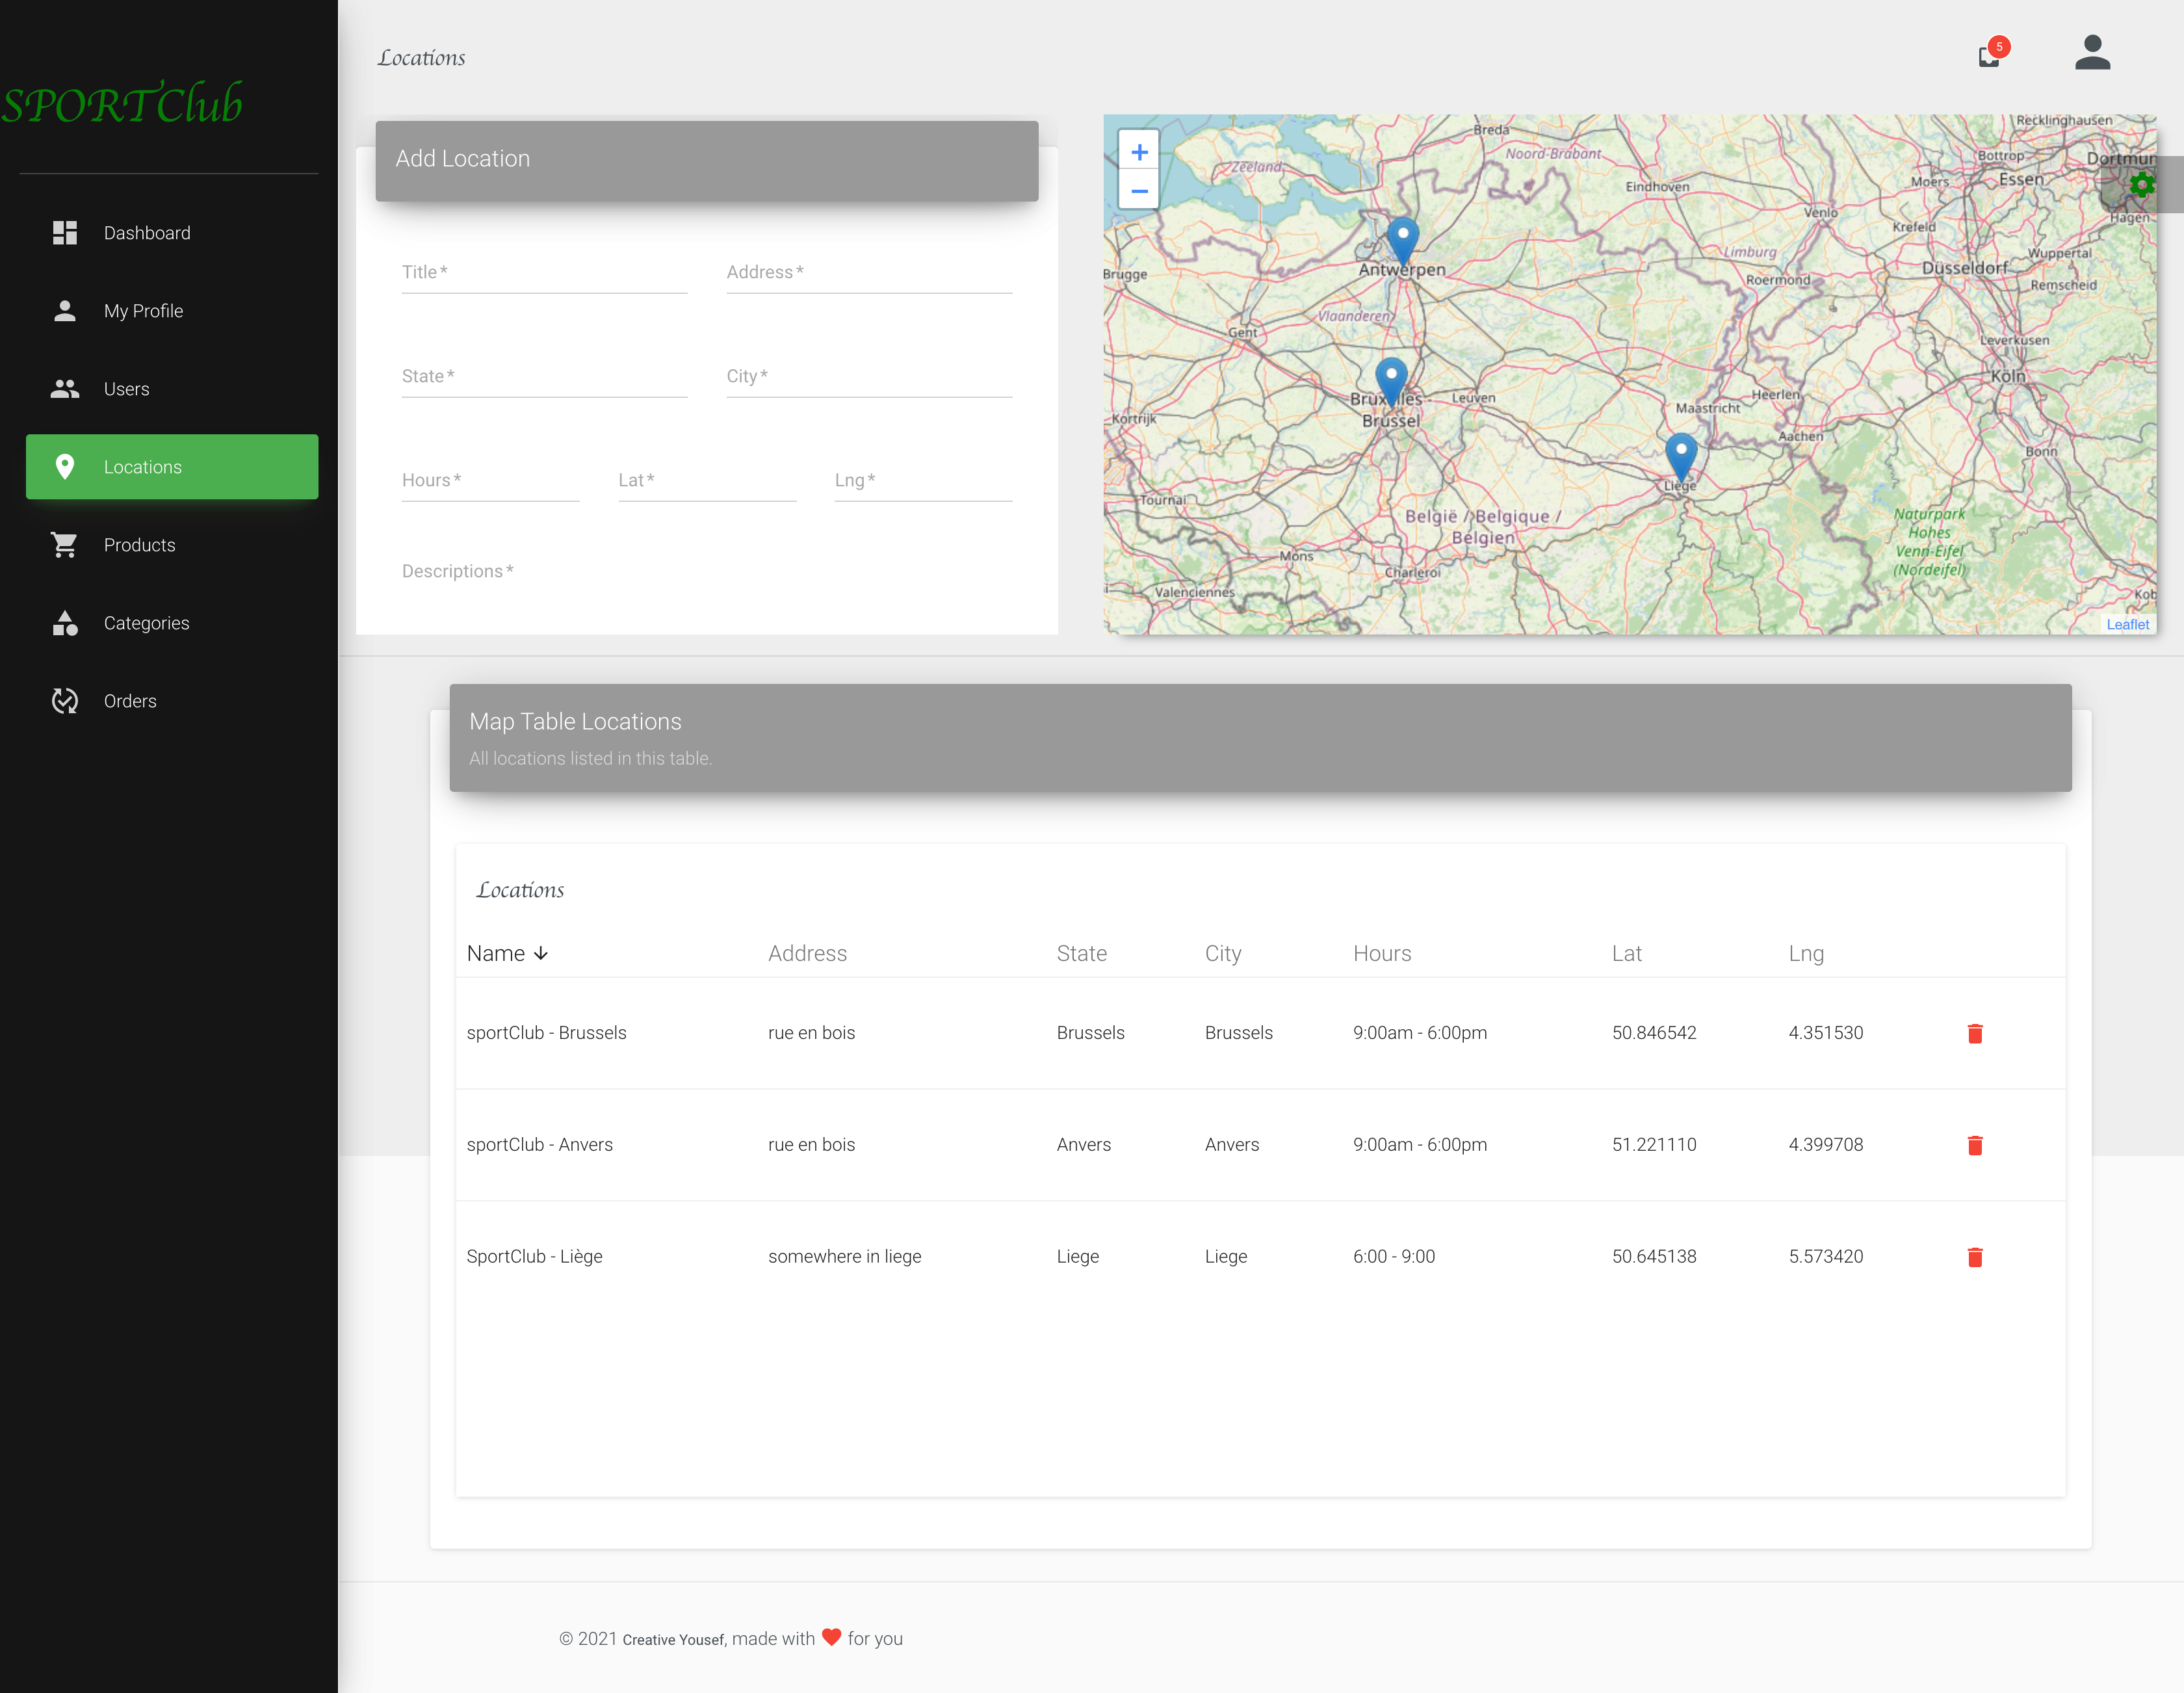 SPORTClub
Dashboard
My Profile
Users
Locations
Products
Categories
Orders
Locations
5
Add Location
Title *
Address *
State *
City *
Hours *
Lat *
Lng *
Descriptions *
+
−
Breda
Recklinghausen
Zeeland
Noord-Brabant
Bottrop
Dortmun
Eindhoven
Moers
Essen
Venlo
Hagen
Krefeld
Antwerpen
Limburg
Wuppertal
Brugge
Roermond
Düsseldorf
Remscheid
Vlaanderen
Gent
Leverkusen
Köln
Bruxelles -
Brussel
Leuven
Heerlen
Maastricht
Kortrijk
Aachen
Bonn
Liège
Tournai
België / Belgique /
Belgien
Naturpark
Hohes
Venn-Eifel
(Nordeifel)
Mons
Charleroi
Valenciennes
Kob
Leaflet
Map Table Locations
All locations listed in this table.
Locations
Name Address State City Hours Lat Lng
sportClub - Brussels rue en bois Brussels Brussels 9:00am - 6:00pm 50.846542 4.351530
sportClub - Anvers rue en bois Anvers Anvers 9:00am - 6:00pm 51.221110 4.399708
SportClub - Liège somewhere in liege Liege Liege 6:00 - 9:00 50.645138 5.573420
© 2021 Creative Yousef, made with ❤ for you